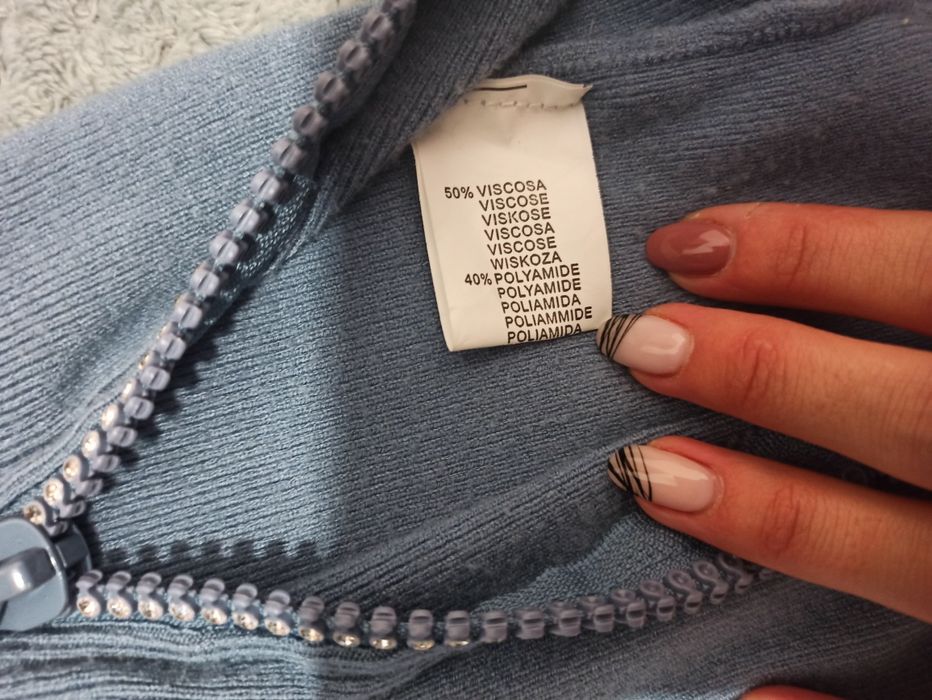 50% VISCOSA
VISCOSE
VISKOSE
VISCOSA
VISCOSE
WISKOZA
40% POLYAMIDE
POLYAMIDE
POLIAMIDA
POLIAMMIDE
POLIAMIDA